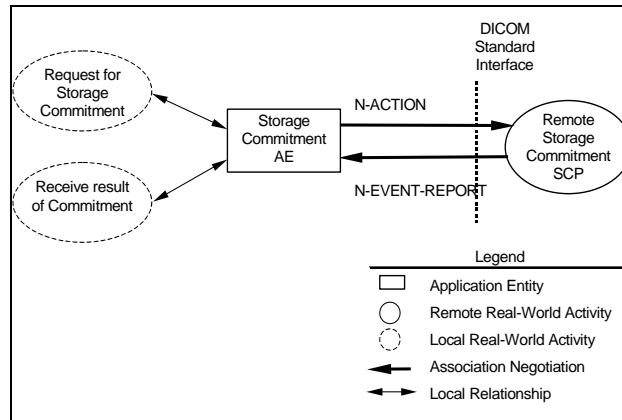 DICOM
Standard
Interface
Request for
Storage
Commitment
N-ACTION
Storage
Commitment
AE
Remote
Storage
Commitment
SCP
Receive result
of Commitment
N-EVENT-REPORT
Legend
Application Entity
Remote Real-World Activity
Local Real-World Activity
Association Negotiation
Local Relationship